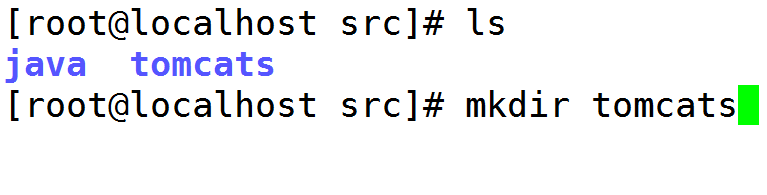 [root@localhost src]# ls
java  tomcats
[root@localhost src]# mkdir tomcats